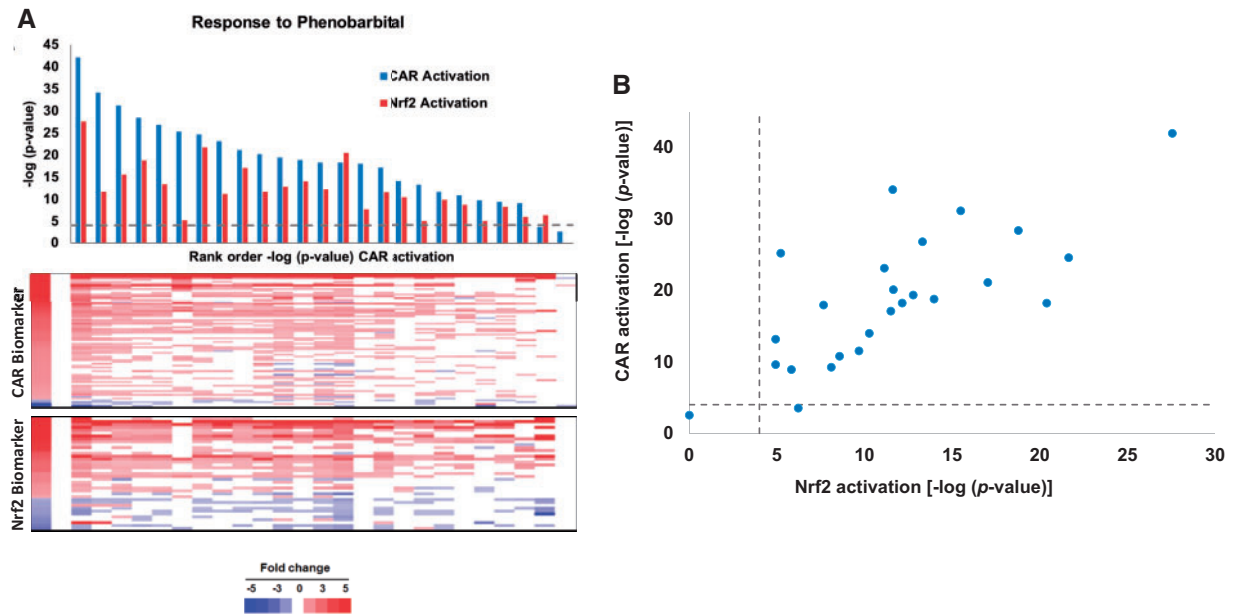 A
Response to Phenobarbital
45
40
35
30
25
20
15
10
5
0
-log (p-value)
CAR Activation
Nrf2 Activation
Rank order -log (p-value) CAR activation
CAR Biomarker
Nrf2 Biomarker
Fold change
-5 -3 0 3 5
B
CAR activation [-log (p-value)]
40
30
20
10
0
0 5 10 15 20 25 30
Nrf2 activation [-log (p-value)]